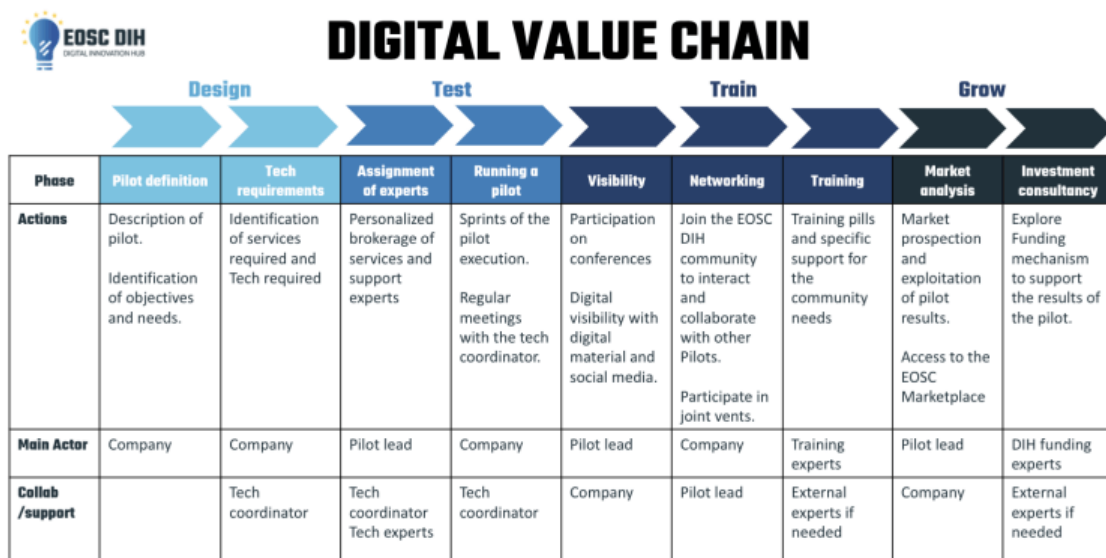 EOSC DIH
DIGITAL INNOVATION HUB
DIGITAL VALUE CHAIN
Design
Test
Train
Grow
Phase
Pilot definition
Tech
requirements
Assignment
of experts
Running a
pilot
Visibility
Networking
Training
Market
analysis
Investment
consultancy
Actions
Description of
pilot.
Identification
of objectives
and needs.
Identification
of services
required and
Tech required
Personalized
brokerage of
services and
support
experts
Sprints of the
pilot
execution.
Regular
meetings
with the tech
coordinator.
Participation
on
conferences
Digital
visibility with
digital
material and
social media.
Join the EOSC
DIH
community
to interact
and
collaborate
with other
Pilots.
Participate in
joint vents.
Training pills
and specific
support for
the
community
needs
Market
prospection
and
exploitation
of pilot
results.
Access to the
EOSC
Marketplace
Explore
Funding
mechanism
to support
the results of
the pilot.
Main Actor
Company
Company
Pilot lead
Company
Pilot lead
Company
Training
experts
Pilot lead
DIH funding
experts
Collab
/support
Tech
coordinator
Tech
coordinator
Tech experts
Tech
coordinator
Company
Pilot lead
External
experts if
needed
Company
External
experts if
needed